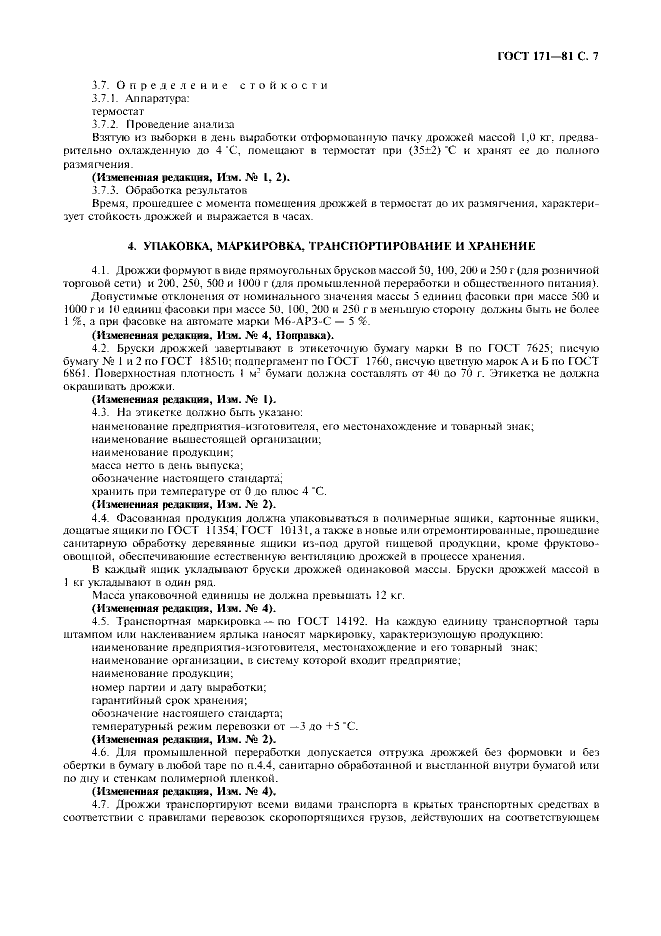 ГОСТ 171—81 С. 7
3.7. Определение стойкости
3.7.1. Аппаратура:
термостат
3.7.2. Проведение анализа
Взятую из выборки в день выработки отформованную пачку дрожжей массой 1,0 кг, предва-
рительно охлажденную до 4 °С, помещают в термостат при (35±2) °С и хранят ее до полного
размягчения.
(Измененная редакция, Изм. № 1, 2).
3.7.3. Обработка результатов
Время, прошедшее с момента помещения дрожжей в термостат до их размягчения, характери-
зует стойкость дрожжей и выражается в часах.
4. УПАКОВКА, МАРКИРОВКА, ТРАНСПОРТИРОВАНИЕ И ХРАНЕНИЕ
4.1. Дрожжи формуют в виде прямоугольных брусков массой 50, 100, 200 и 250 г (для розничной
торговой сети) и 200, 250, 500 и 1000 г (для промышленной переработки и общественного питания).
Допустимые отклонения от номинального значения массы 5 единиц фасовки при массе 500 и
1000 г и 10 единиц фасовки при массе 50, 100, 200 и 250 г в меньшую сторону должны быть не более
1 %, а при фасовке на автомате марки М6-АРЗ-С — 5 %.
(Измененная редакция, Изм. № 4, Поправка).
4.2. Бруски дрожжей завертывают в этикеточную бумагу марки В по ГОСТ 7625; писчую
бумагу № 1 и 2 по ГОСТ 18510; подпергамент по ГОСТ 1760, писчую цветную марок А и Б по ГОСТ
6861. Поверхностная плотность 1 м² бумаги должна составлять от 40 до 70 г. Этикетка не должна
окрашивать дрожжи.
(Измененная редакция, Изм. № 1).
4.3. На этикетке должно быть указано:
наименование предприятия-изготовителя, его местонахождение и товарный знак;
наименование вышестоящей организации;
наименование продукции;
масса нетто в день выпуска;
обозначение настоящего стандарта;
хранить при температуре от 0 до плюс 4 °С.
(Измененная редакция, Изм. № 2).
4.4. Фасованная продукция должна упаковываться в полимерные ящики, картонные ящики,
дощатые ящики по ГОСТ 11354, ГОСТ 10131, а также в новые или отремонтированные, прошедшие
санитарную обработку деревянные ящики из-под другой пищевой продукции, кроме фруктово-
овощной, обеспечивающие естественную вентиляцию дрожжей в процессе хранения.
В каждый ящик укладывают бруски дрожжей одинаковой массы. Бруски дрожжей массой в
1 кг укладывают в один ряд.
Масса упаковочной единицы не должна превышать 12 кг.
(Измененная редакция, Изм. № 4).
4.5. Транспортная маркировка — по ГОСТ 14192. На каждую единицу транспортной тары
штампом или наклеиванием ярлыка наносят маркировку, характеризующую продукцию:
наименование предприятия-изготовителя, местонахождение и его товарный знак;
наименование организации, в систему которой входит предприятие;
наименование продукции;
номер партии и дату выработки;
гарантийный срок хранения;
обозначение настоящего стандарта;
температурный режим перевозки от −3 до +5 °С.
(Измененная редакция, Изм. № 2).
4.6. Для промышленной переработки допускается отгрузка дрожжей без формовки и без
обертки в бумагу в любой таре по п.4.4, санитарно обработанной и выстланной внутри бумагой или
по дну и стенкам полимерной пленкой.
(Измененная редакция, Изм. № 4).
4.7. Дрожжи транспортируют всеми видами транспорта в крытых транспортных средствах в
соответствии с правилами перевозок скоропортящихся грузов, действующих на соответствующем